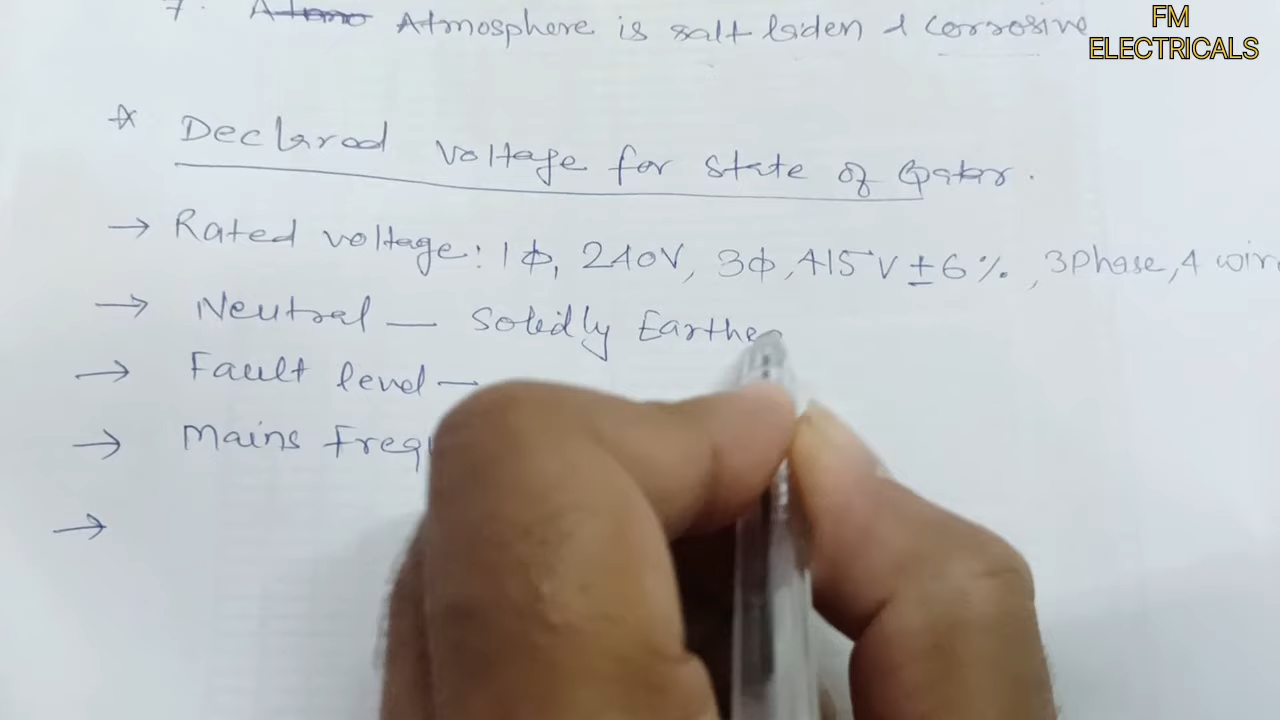 7. Atmosphere is salt laden & corrosive
FM
ELECTRICALS
* Declared voltage for state of Qatar.
→ Rated voltage: 1ϕ, 240V, 3ϕ, 415V ± 6%, 3phase, 4 wir
→ Neutral — Solidly Earthe
→ Fault level —
→ Mains Freq
→